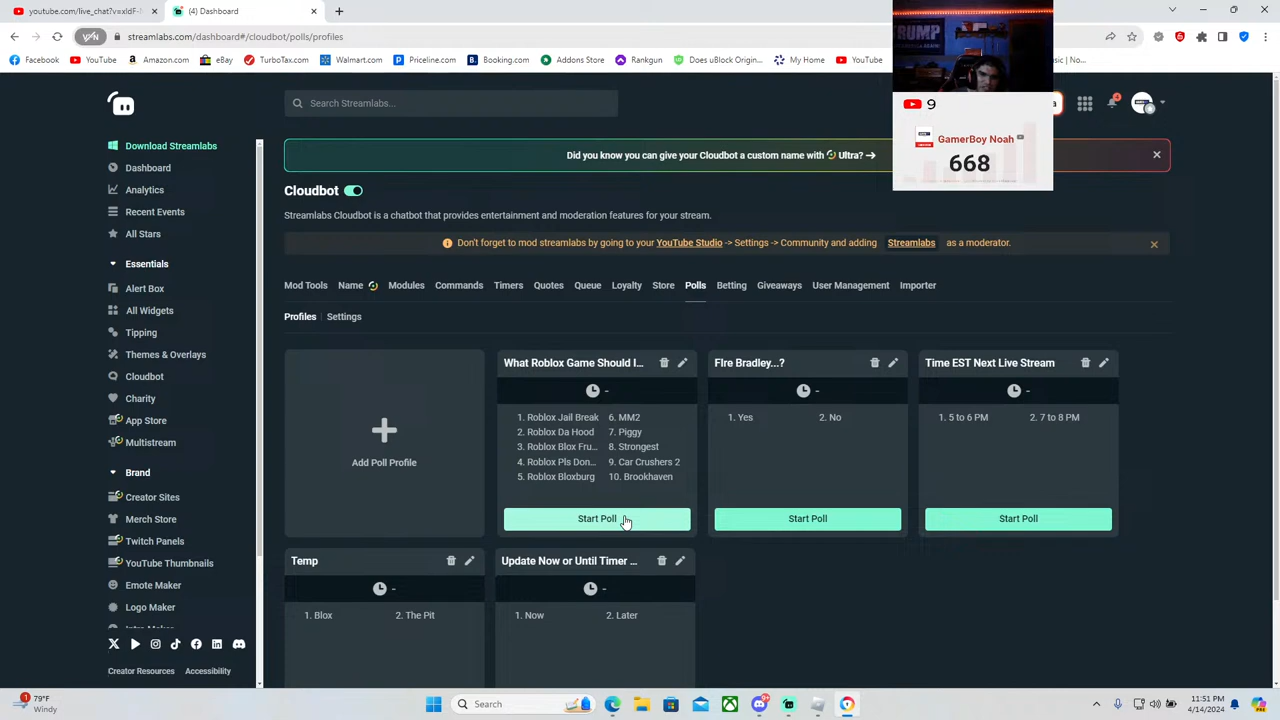 youtube.com/live_chat?v=xldF-
(4) Dashboard
VPN
streamlabs.com/dashboard#/cloudbot/polls/profiles
Facebook
YouTube
Amazon.com
eBay
Walmart.com
Priceline.com
Booking.com
Addons Store
Rankgun
Does uBlock Origin...
My Home
YouTube
Search Streamlabs...
TRUMP
9
GamerBoy Noah
668
4
Download Streamlabs
Dashboard
Analytics
Recent Events
All Stars
Essentials
Alert Box
All Widgets
Tipping
Themes & Overlays
Cloudbot
Charity
App Store
Multistream
Brand
Creator Sites
Merch Store
Twitch Panels
YouTube Thumbnails
Emote Maker
Logo Maker
Creator Resources
Accessibility
Did you know you can give your Cloudbot a custom name with Ultra? →
Cloudbot
Streamlabs Cloudbot is a chatbot that provides entertainment and moderation features for your stream.
Don't forget to mod streamlabs by going to your YouTube Studio -> Settings -> Community and adding Streamlabs as a moderator.
Mod Tools Name Modules Commands Timers Quotes Queue Loyalty Store Polls Betting Giveaways User Management Importer
Profiles Settings
Add Poll Profile
What Roblox Game Should I...
-
1. Roblox Jail Break 6. MM2
2. Roblox Da Hood 7. Piggy
3. Roblox Blox Fru... 8. Strongest
4. Roblox Pls Don... 9. Car Crushers 2
5. Roblox Bloxburg 10. Brookhaven
Start Poll
FIre Bradley...?
-
1. Yes 2. No
Start Poll
Time EST Next Live Stream
-
1. 5 to 6 PM 2. 7 to 8 PM
Start Poll
Temp
-
1. Blox 2. The Pit
Update Now or Until Timer ...
-
1. Now 2. Later
1
79°F
Windy
Search
9+
11:51 PM
4/14/2024